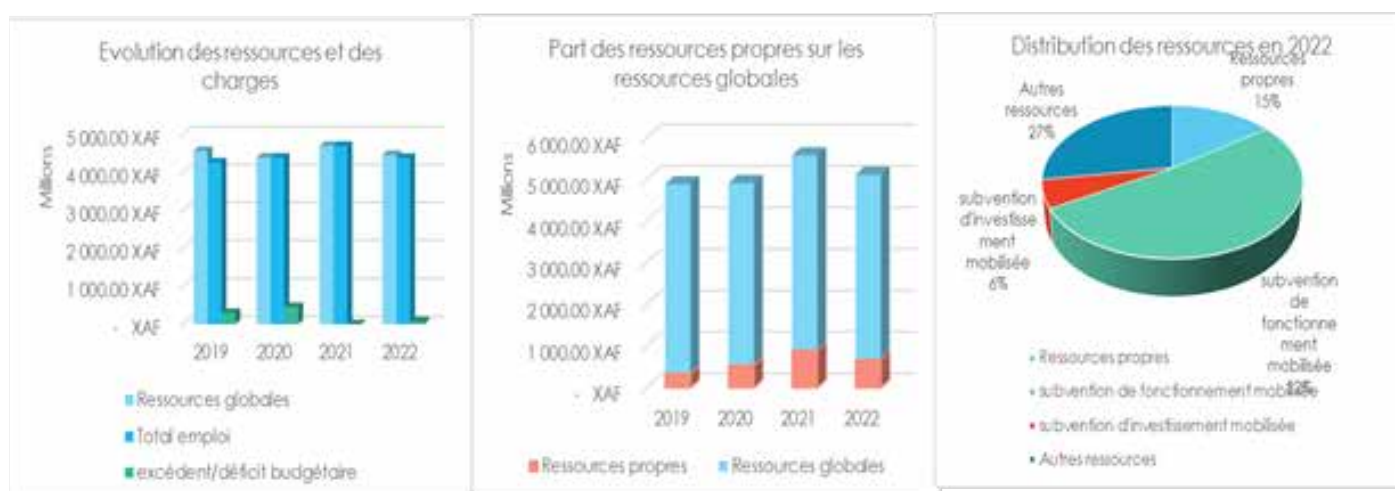 Evolution des ressources et des
charges
Millions
5 000.00 XAF
4 000.00 XAF
3 000.00 XAF
2 000.00 XAF
1 000.00 XAF
- XAF
2019 2020 2021 2022
Ressources globales
Total emploi
excédent/déficit budgétaire
Part des ressources propres sur les
ressources globales
Millions
6 000.00 XAF
5 000.00 XAF
4 000.00 XAF
3 000.00 XAF
2 000.00 XAF
1 000.00 XAF
- XAF
2019 2020 2021 2022
Ressources propres Ressources globales
Distribution des ressources en 2022
Ressources
propres
15%
Autres
ressources
27%
subvention
d'investisse
ment
mobilisée
6%
subvention
de
fonctionne
ment
mobilisée
Ressources propres
subvention de fonctionnement mobilisée
subvention d'investissement mobilisée
Autres ressources